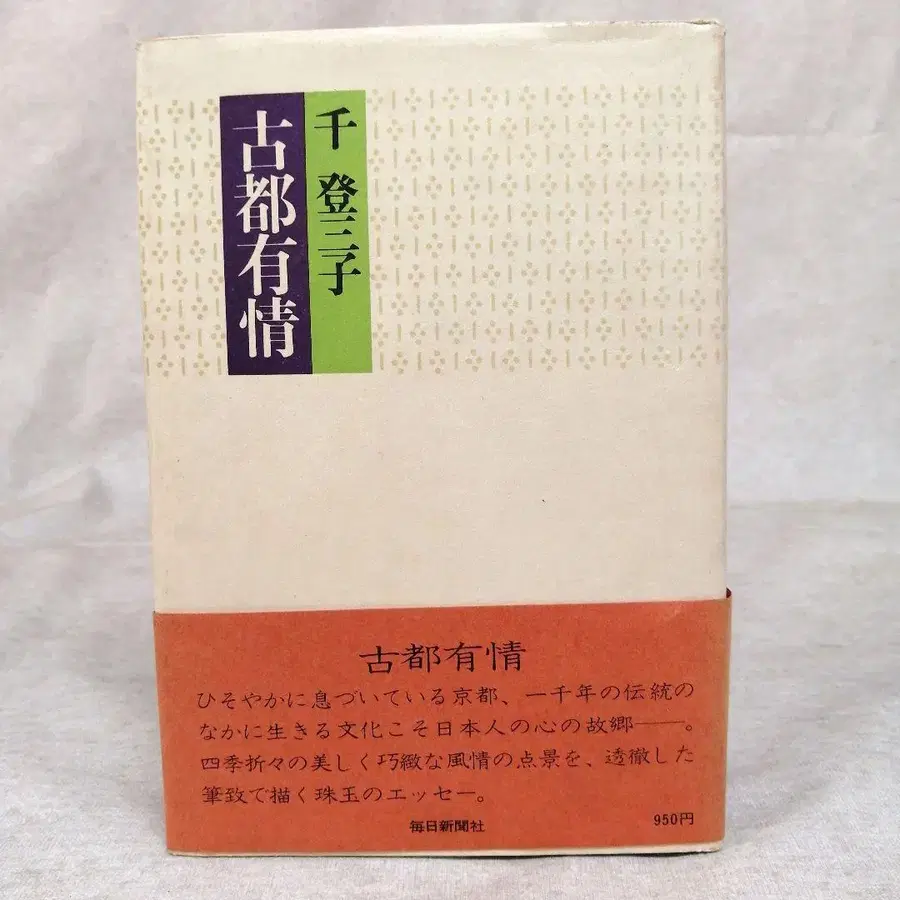 千 登三子
古都有情
古都有情
ひそやかに息づいている京都、一千年の伝統の
なかに生きる文化こそ日本人の心の故郷――。
四季折々の美しく巧緻な風情の点景を、透徹した
筆致で描く珠玉のエッセー。
毎日新聞社
950円